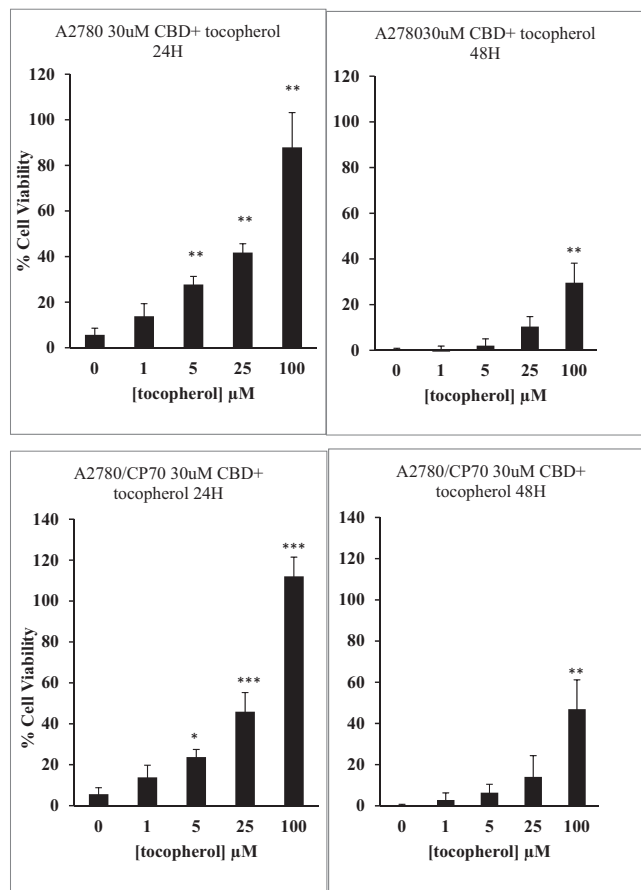 A2780 30uM CBD+ tocopherol
24H
120
**
100
80
60
**
40
**
20
0
% Cell Viability
0 1 5 25 100
[tocopherol] µM
A278030uM CBD+ tocopherol
48H
120
100
80
60
**
40
20
0
0 1 5 25 100
[tocopherol] µM
A2780/CP70 30uM CBD+
tocopherol 24H
140
***
120
100
80
60
***
40
*
20
0
% Cell Viability
0 1 5 25 100
[tocopherol] µM
A2780/CP70 30uM CBD+
tocopherol 48H
140
120
100
80
**
60
40
20
0
0 1 5 25 100
[tocopherol] µM